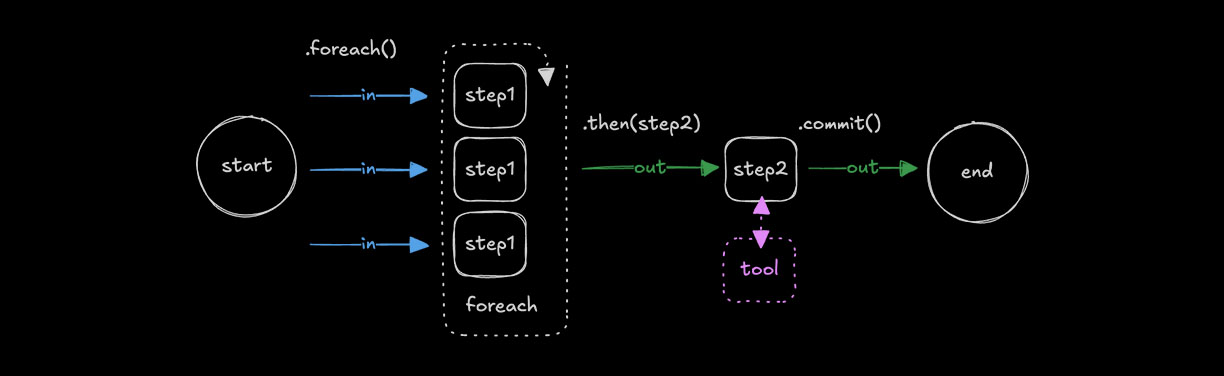 .foreach()
in
step1
start
in
step1
in
step1
foreach
.then(step2)
out
step2
.commit()
out
end
tool